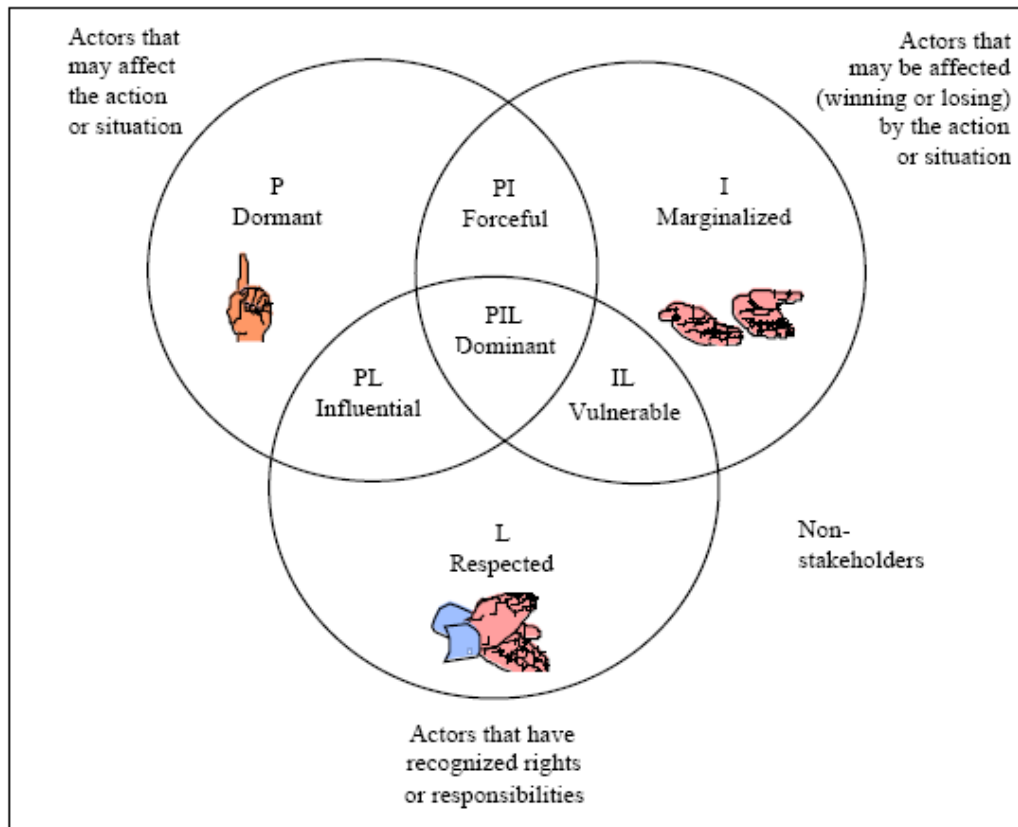 Actors that
may affect
the action
or situation
Actors that
may be affected
(winning or losing)
by the action
or situation
P
Dormant
PI
Forceful
I
Marginalized
PIL
Dominant
PL
Influential
IL
Vulnerable
L
Respected
Non-
stakeholders
Actors that have
recognized rights
or responsibilities